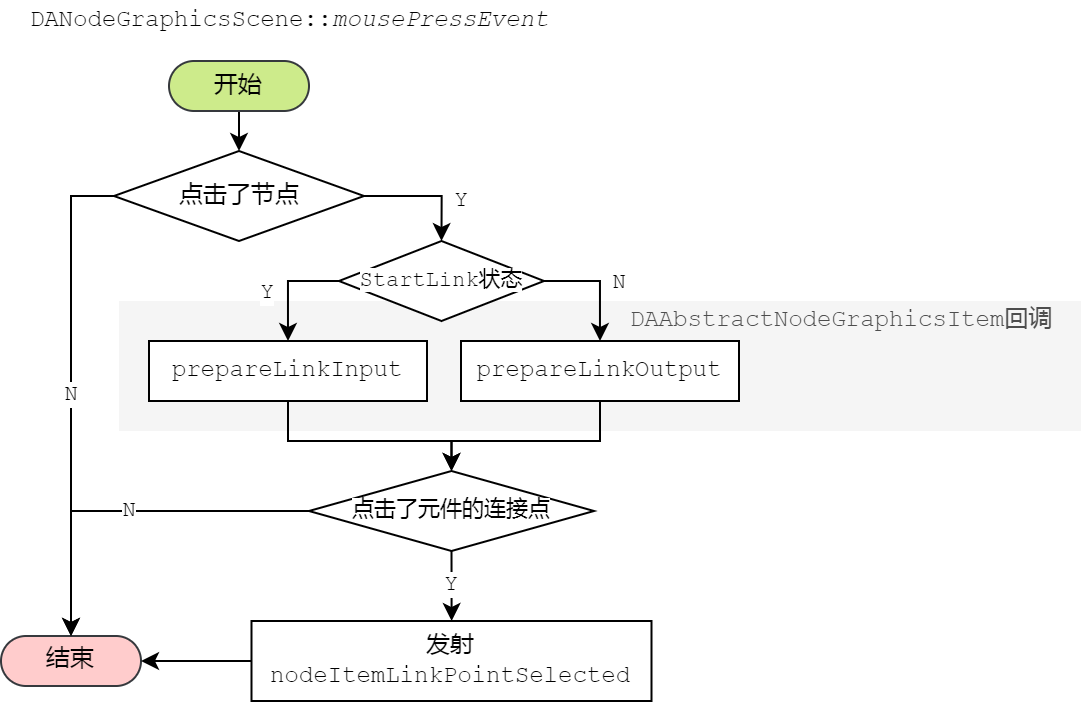 DANodeGraphicsScene::mousePressEvent
开始
点击了节点
Y
StartLink状态
Y
N
DAAbstractNodeGraphicsItem回调
prepareLinkInput
prepareLinkOutput
N
点击了元件的连接点
N
Y
发射
nodeItemLinkPointSelected
结束